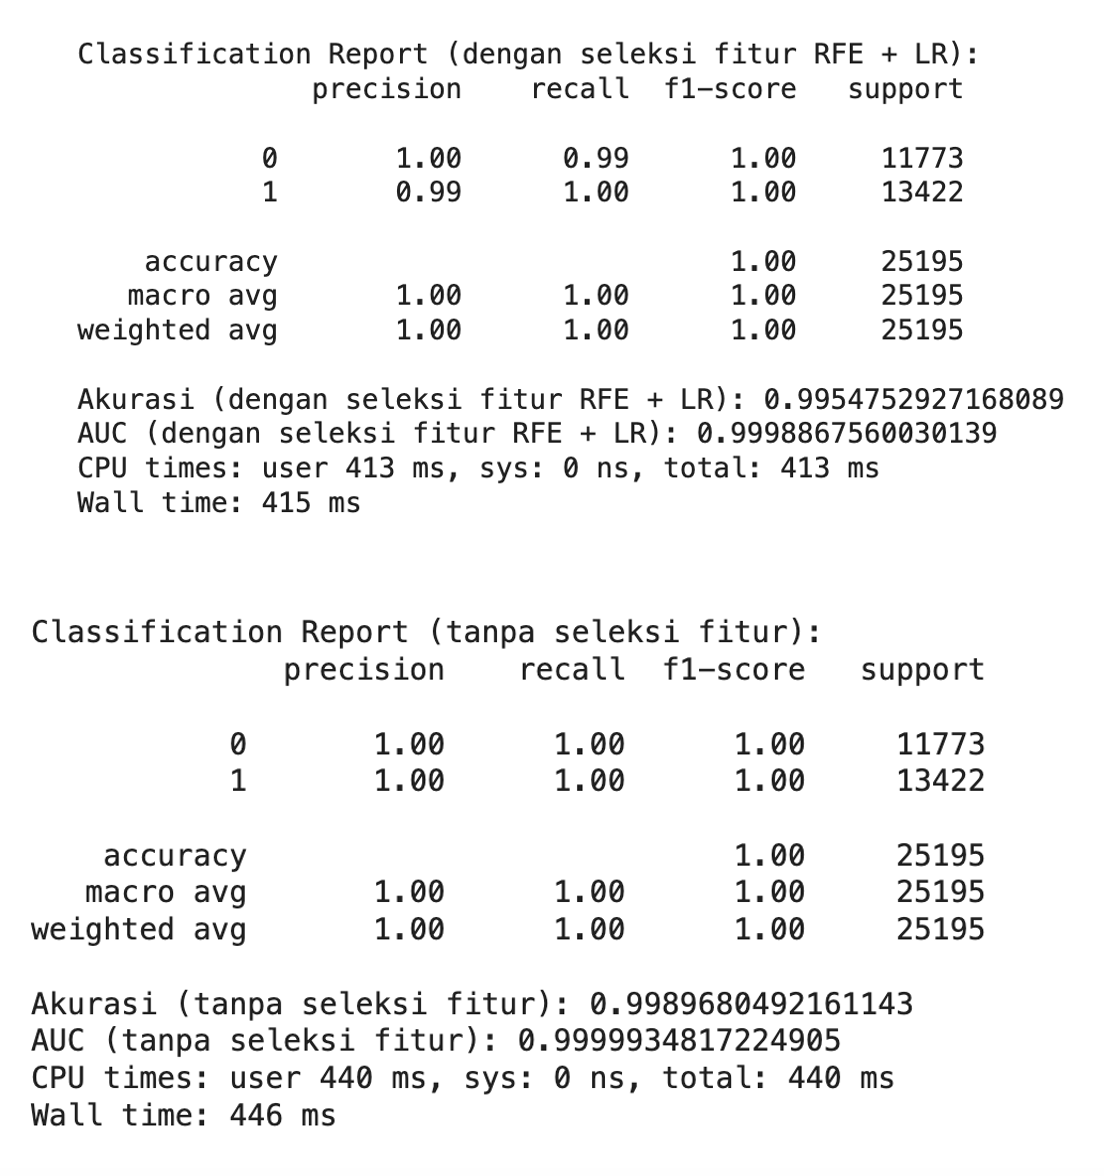 Classification Report (dengan seleksi fitur RFE + LR):
precision recall f1-score support
0 1.00 0.99 1.00 11773
1 0.99 1.00 1.00 13422
accuracy 1.00 25195
macro avg 1.00 1.00 1.00 25195
weighted avg 1.00 1.00 1.00 25195
Akurasi (dengan seleksi fitur RFE + LR): 0.9954752927168089
AUC (dengan seleksi fitur RFE + LR): 0.9998867560030139
CPU times: user 413 ms, sys: 0 ns, total: 413 ms
Wall time: 415 ms
Classification Report (tanpa seleksi fitur):
precision recall f1-score support
0 1.00 1.00 1.00 11773
1 1.00 1.00 1.00 13422
accuracy 1.00 25195
macro avg 1.00 1.00 1.00 25195
weighted avg 1.00 1.00 1.00 25195
Akurasi (tanpa seleksi fitur): 0.9989680492161143
AUC (tanpa seleksi fitur): 0.9999934817224905
CPU times: user 440 ms, sys: 0 ns, total: 440 ms
Wall time: 446 ms